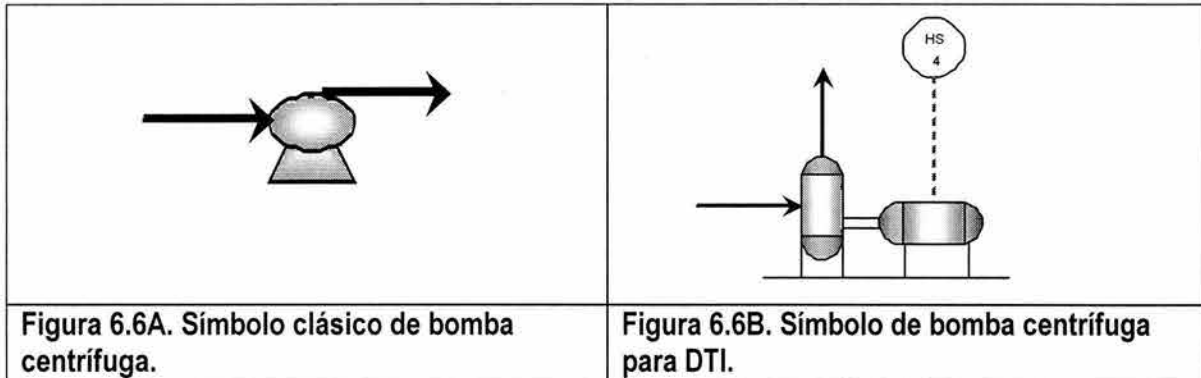 HS
4
Figura 6.6A. Símbolo clásico de bomba
centrífuga.
Figura 6.6B. Símbolo de bomba centrífuga
para DTI.